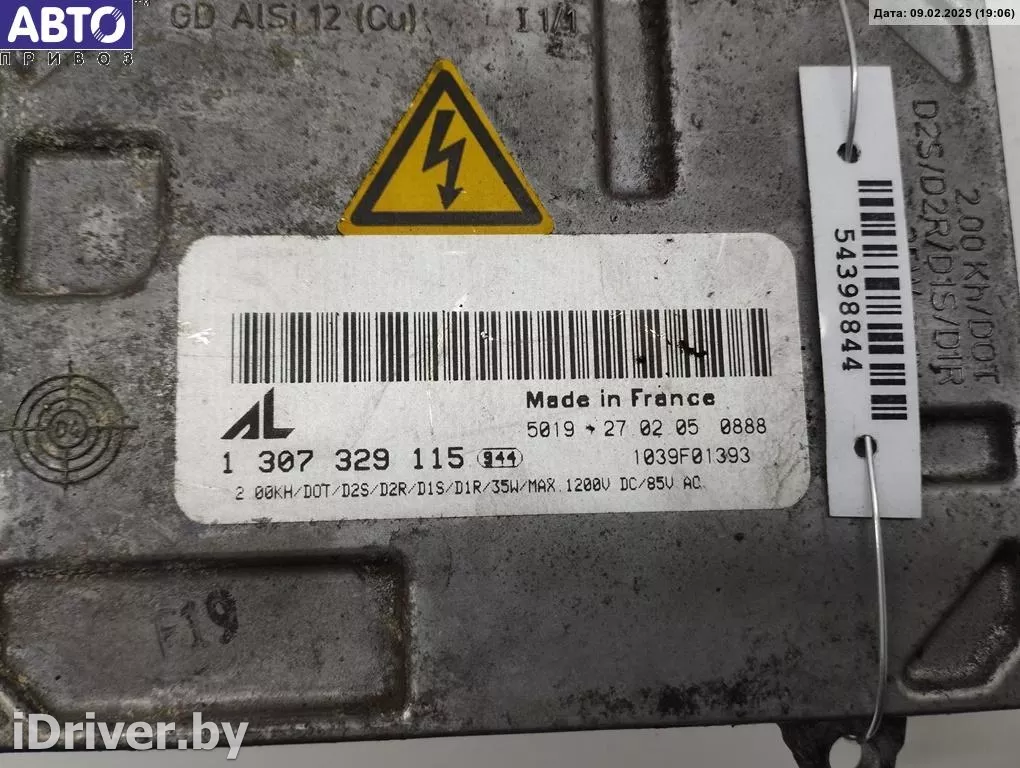 АВТО
ПРИВОЗ
Дата: 09.02.2025 (19:06)
GD AlSi 12 (Cu)
1/1
2.00 Kh/DOT
D2S/D2R/D1S/D1R
54398844
Made in France
5019 → 27 02 05 0888
AL
1 307 329 115 944
1039F01393
2.00KH/DOT/D2S/D2R/D1S/D1R/35W/MAX.1200V DC/85V AC
F19
iDriver.by